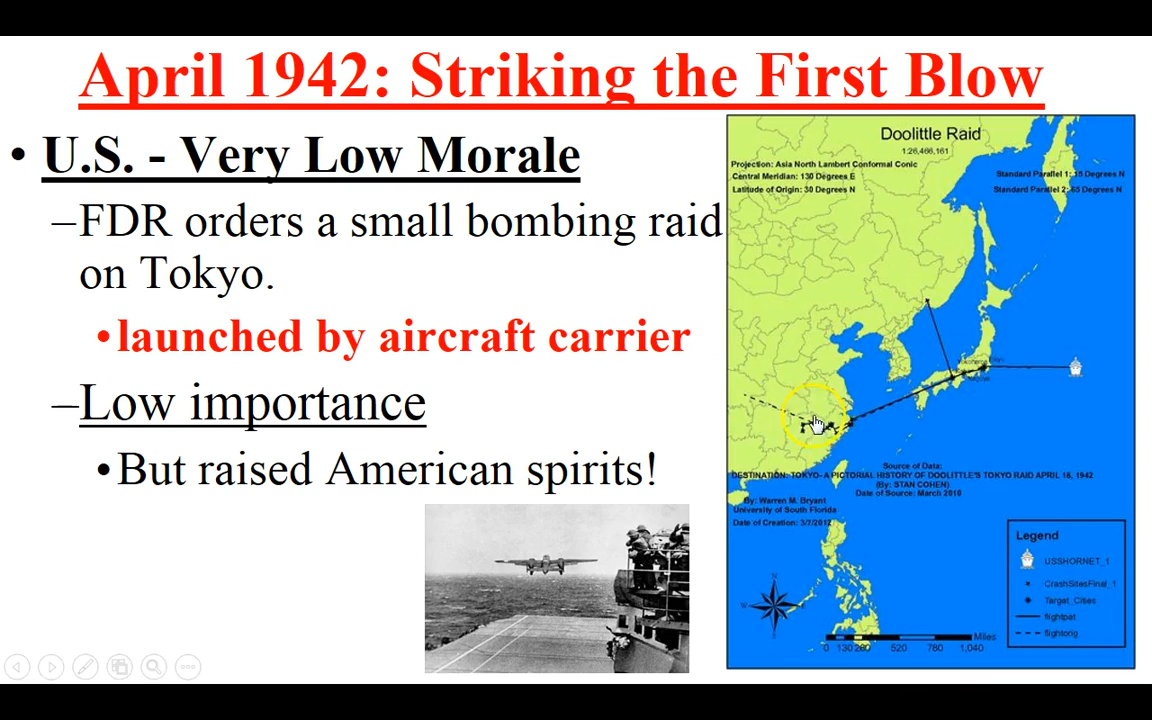 April 1942: Striking the First Blow
• U.S. - Very Low Morale
–FDR orders a small bombing raid
on Tokyo.
•launched by aircraft carrier
–Low importance
•But raised American spirits!
Doolittle Raid
1:26,466,161
Projection: Asia North Lambert Conformal Conic
Central Meridian: 130 Degrees E
Latitude of Origin: 30 Degrees N
Standard Parallel 1: 15 Degrees N
Standard Parallel 2: 65 Degrees N
Source of Data:
DESTINATION: TOKYO- A PICTORIAL HISTORY OF DOOLITTLE'S TOKYO RAID APRIL 18, 1942
(By: STAN COHEN)
Date of Source: March 2010
By: Warren M. Bryant
University of South Florida
Date of Creation: 3/7/2012
Legend
USSHORNET_1
CrashSitesFinal_1
Target_Cities
flightpat
flightorig
N
W
E
S
Miles
0 130 260 520 780 1,040